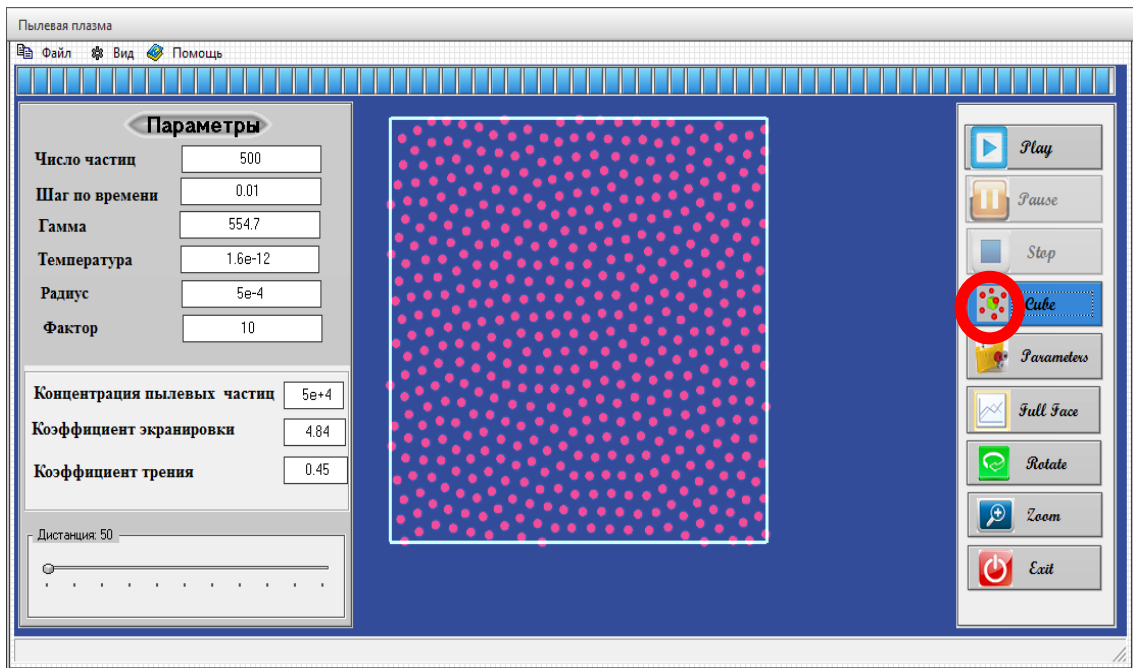 Пылевая плазма
Файл Вид Помощь
Параметры
Число частиц 500
Шаг по времени 0.01
Гамма 554.7
Температура 1.6e-12
Радиус 5e-4
Фактор 10
Концентрация пылевых частиц 5e+4
Коэффициент экранировки 4.84
Коэффициент трения 0.45
Дистанция: 50
Play
Pause
Stop
Cube
Parameters
Full Face
Rotate
Zoom
Exit